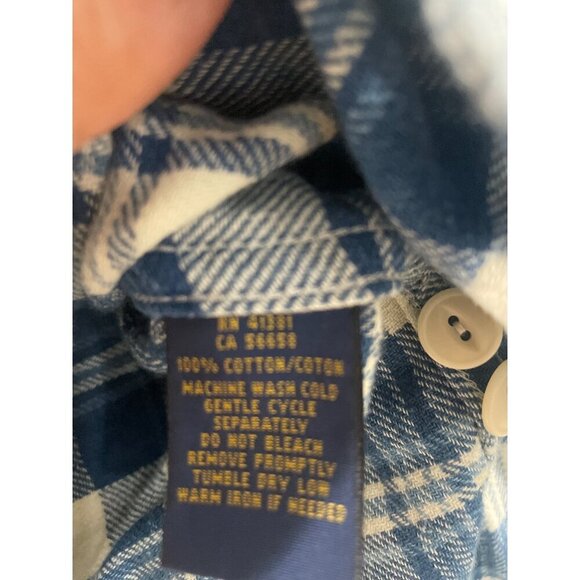 RN 41381
CA 56658
100% COTTON/COTON
MACHINE WASH COLD
GENTLE CYCLE
SEPARATELY
DO NOT BLEACH
REMOVE PROMPTLY
TUMBLE DRY LOW
WARM IRON IF NEEDED